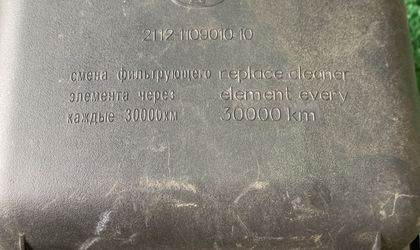 2112-1109010-10
смена фильтрующего replace cleaner
элемента через element every
каждые 30000км 30000 km